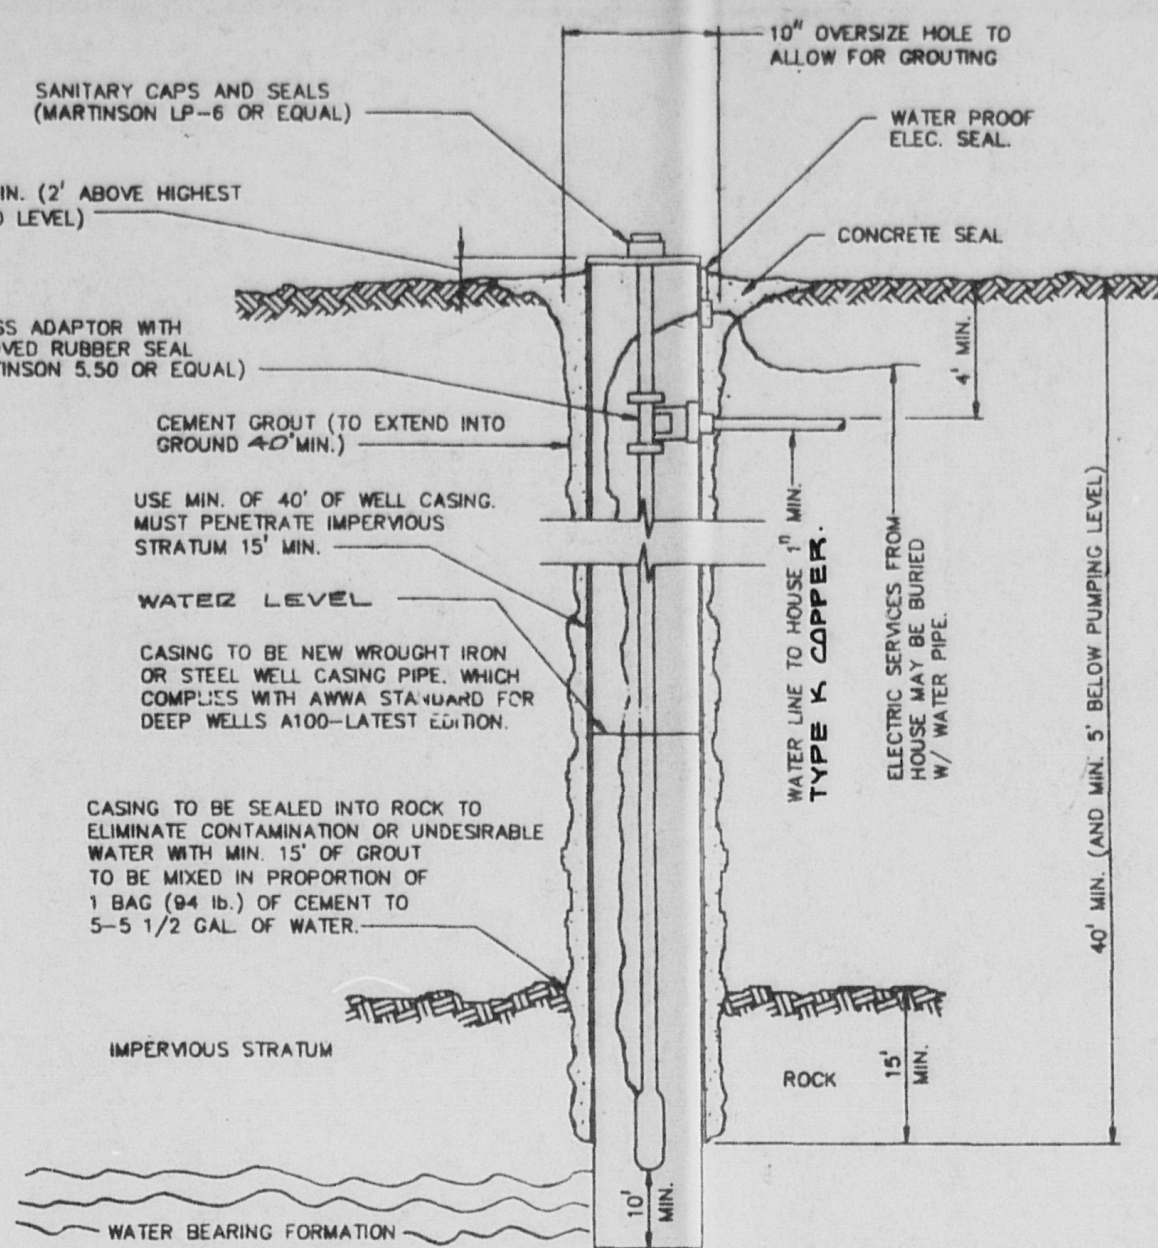 10" OVERSIZE HOLE TO
ALLOW FOR GROUTING
SANITARY CAPS AND SEALS
(MARTINSON LP-6 OR EQUAL)
WATER PROOF
ELEC. SEAL.
IN. (2' ABOVE HIGHEST
LEVEL)
CONCRETE SEAL
SS ADAPTOR WITH
OVED RUBBER SEAL
TINSON 5.50 OR EQUAL)
4' MIN.
CEMENT GROUT (TO EXTEND INTO
GROUND 40' MIN.)
USE MIN. OF 40' OF WELL CASING.
MUST PENETRATE IMPERVIOUS
STRATUM 15' MIN.
WATER LEVEL
CASING TO BE NEW WROUGHT IRON
OR STEEL WELL CASING PIPE. WHICH
COMPLIES WITH AWWA STANDARD FOR
DEEP WELLS A100-LATEST EDITION.
WATER LINE TO HOUSE 1" MIN.
TYPE K COPPER.
ELECTRIC SERVICES FROM
HOUSE MAY BE BURIED
W/ WATER PIPE.
40' MIN. (AND MIN. 5' BELOW PUMPING LEVEL)
CASING TO BE SEALED INTO ROCK TO
ELIMINATE CONTAMINATION OR UNDESIRABLE
WATER WITH MIN. 15' OF GROUT
TO BE MIXED IN PROPORTION OF
1 BAG (94 lb.) OF CEMENT TO
5-5 1/2 GAL. OF WATER.
IMPERVIOUS STRATUM
ROCK
15'
MIN.
10'
MIN.
WATER BEARING FORMATION